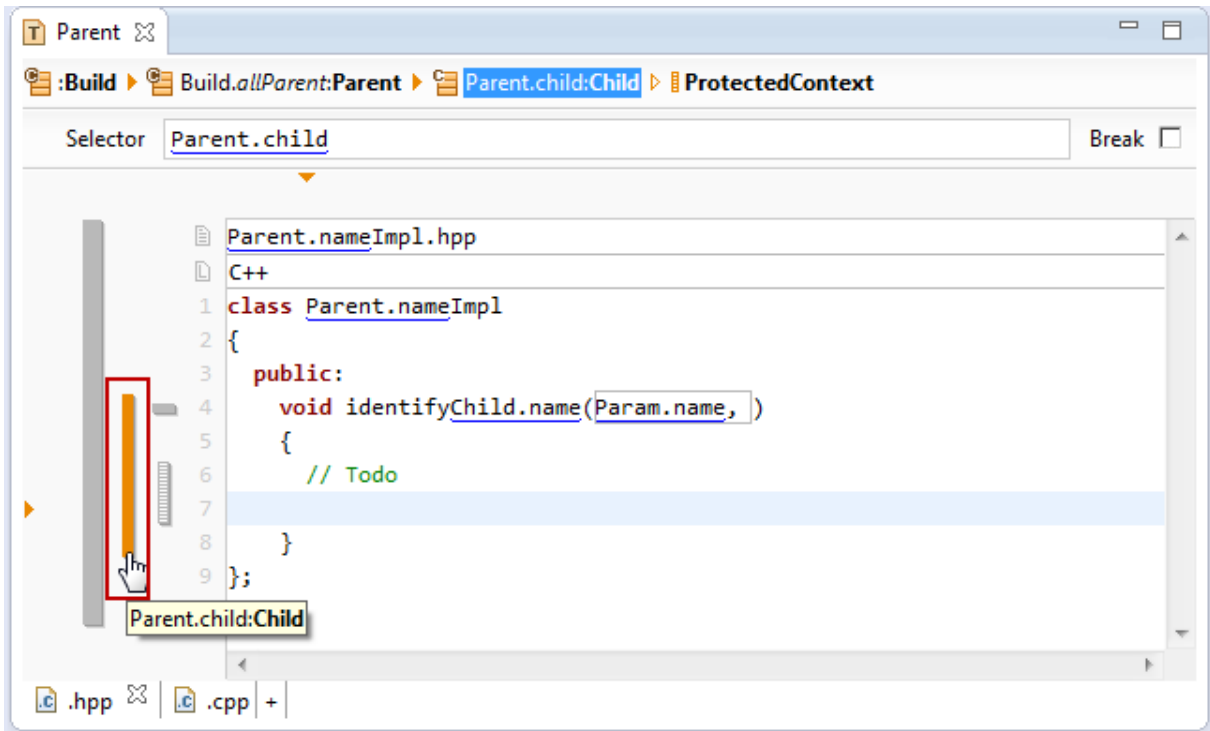 T Parent
:Build Build.allParent:Parent Parent.child:Child ProtectedContext
Selector Parent.child Break
Parent.nameImpl.hpp
L C++
1 class Parent.nameImpl
2 {
3 public:
4 void identifyChild.name(Param.name, )
5 {
6 // Todo
7
8 }
9 };
Parent.child:Child
.c .hpp .c .cpp +